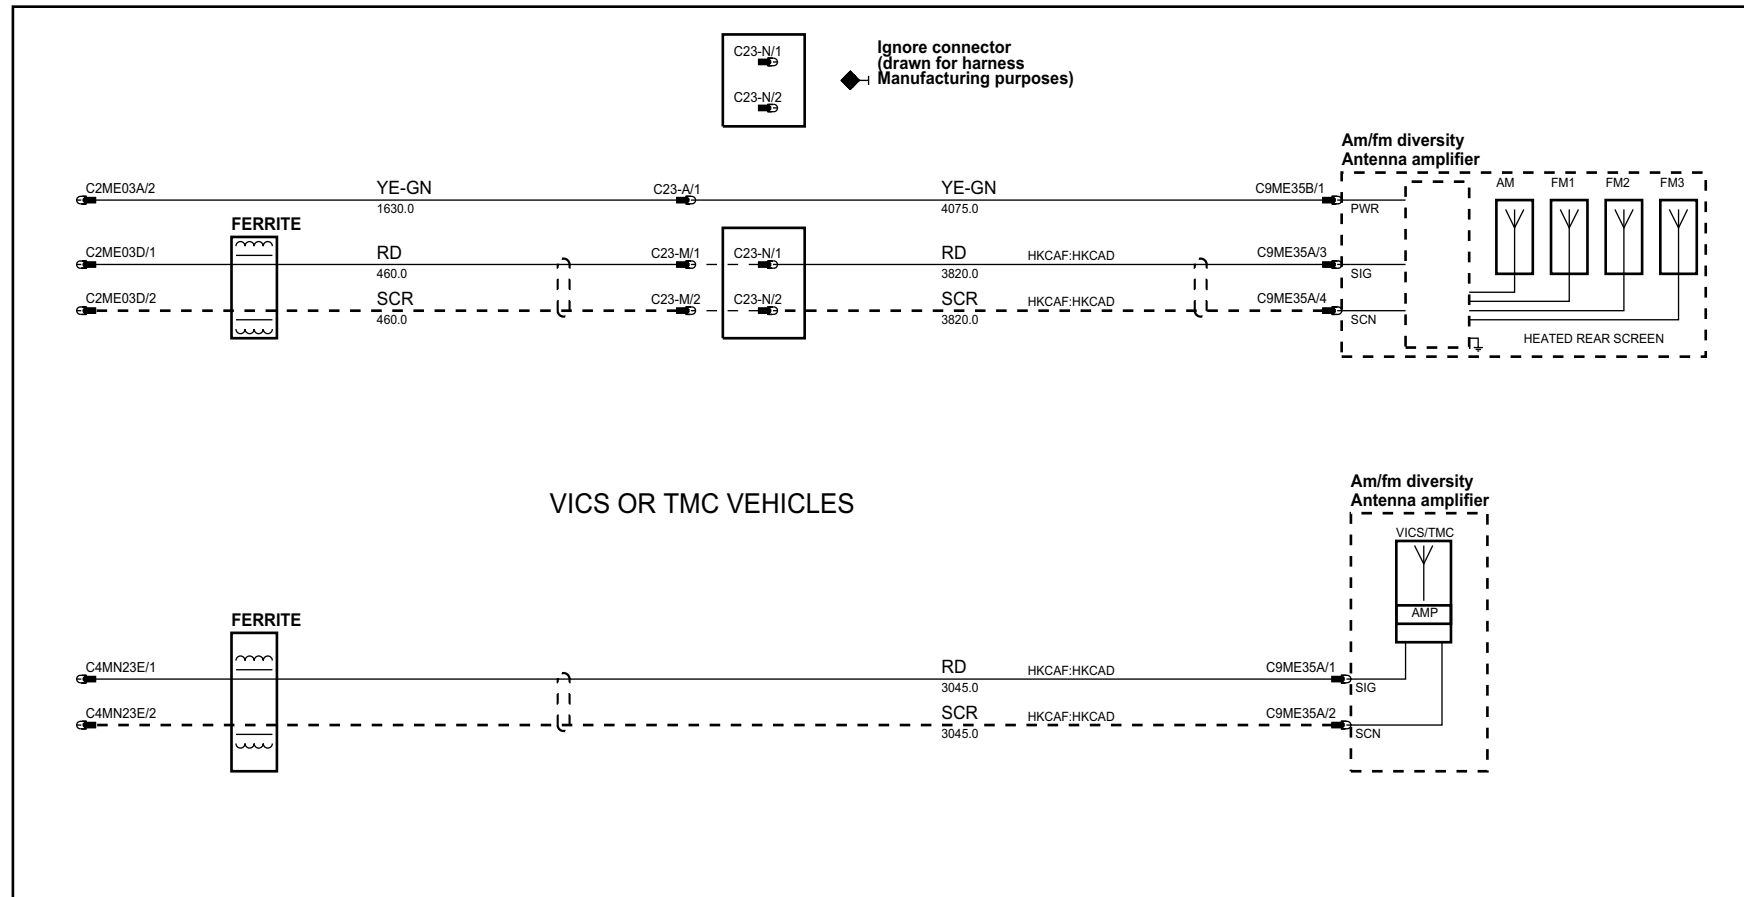 C23-N/1
C23-N/2
Ignore connector
(drawn for harness
Manufacturing purposes)
Am/fm diversity
Antenna amplifier
C2ME03A/2
YE-GN
1630.0
C23-A/1
YE-GN
4075.0
C9ME35B/1
PWR
AM
FM1
FM2
FM3
FERRITE
C2ME03D/1
RD
460.0
C23-M/1
C23-N/1
RD
3820.0
HKCAF:HKCAD
C9ME35A/3
SIG
C2ME03D/2
SCR
460.0
C23-M/2
C23-N/2
SCR
3820.0
HKCAF:HKCAD
C9ME35A/4
SCN
HEATED REAR SCREEN
VICS OR TMC VEHICLES
Am/fm diversity
Antenna amplifier
VICS/TMC
AMP
FERRITE
C4MN23E/1
RD
3045.0
HKCAF:HKCAD
C9ME35A/1
SIG
C4MN23E/2
SCR
3045.0
HKCAF:HKCAD
C9ME35A/2
SCN